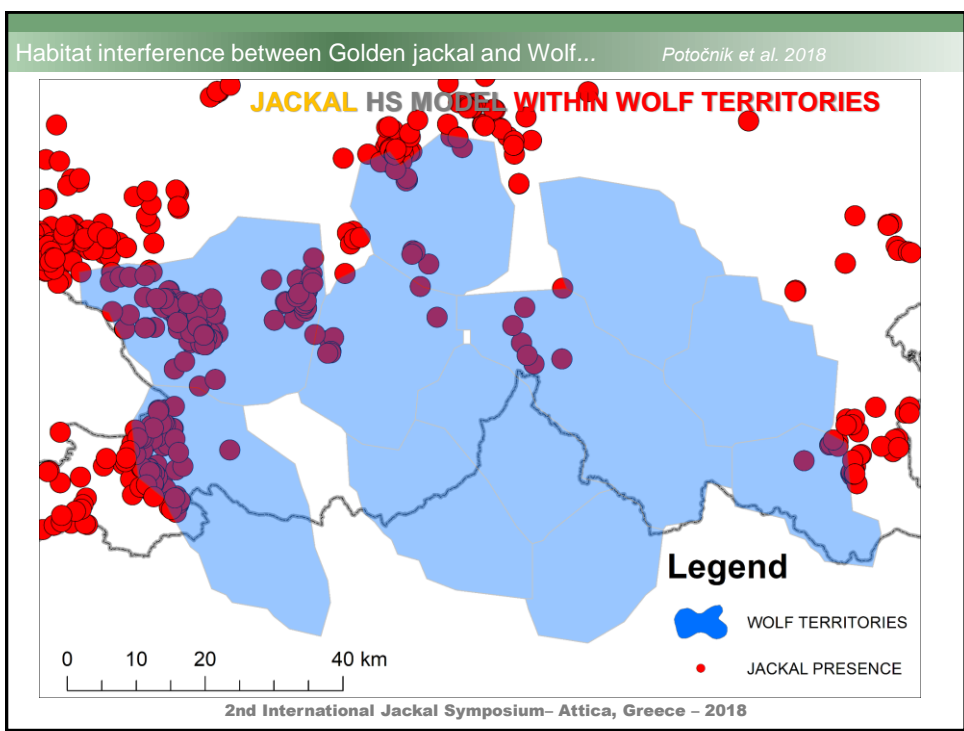 Habitat interference between Golden jackal and Wolf... Potočnik et al. 2018
JACKAL HS MODEL WITHIN WOLF TERRITORIES
Legend
WOLF TERRITORIES
JACKAL PRESENCE
0 10 20 40 km
2nd International Jackal Symposium– Attica, Greece – 2018